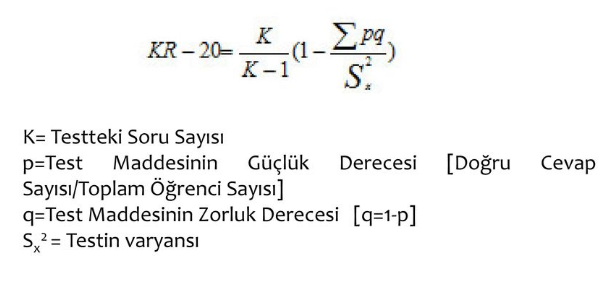 KR – 20= K/K – 1 (1 – ∑pq/Sₓ²)
K= Testteki Soru Sayısı
p=Test Maddesinin Güçlük Derecesi [Doğru Cevap
Sayısı/Toplam Öğrenci Sayısı]
q=Test Maddesinin Zorluk Derecesi [q=1-p]
Sₓ² = Testin varyansı